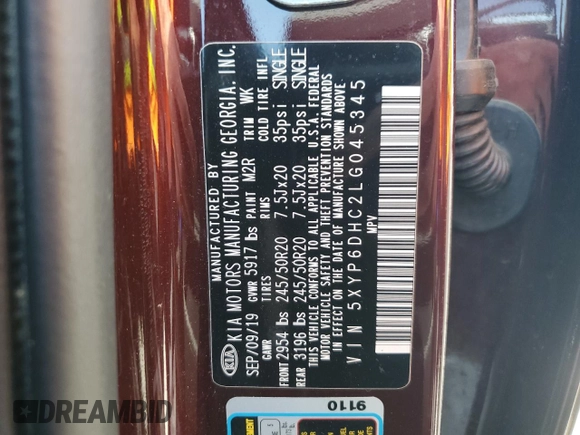 MANUFACTURED BY
KIA KIA MOTORS MANUFACTURING GEORGIA, INC.
SEP/09/19 GVWR 5917 lbs PAINT M2R TRIM WK
GAWR TIRES RIMS COLD TIRE INFL
FRONT 2954 lbs 245/50R20 7.5Jx20 35psi SINGLE
REAR 3196 lbs 245/50R20 7.5Jx20 35psi SINGLE
THIS VEHICLE CONFORMS TO ALL APPLICABLE U.S.A. FEDERAL
MOTOR VEHICLE SAFETY AND THEFT PREVENTION STANDARDS
IN EFFECT ON THE DATE OF MANUFACTURE SHOWN ABOVE.
VIN 5XYP6DHC2LG045345
MPV
9110
DREAMBID